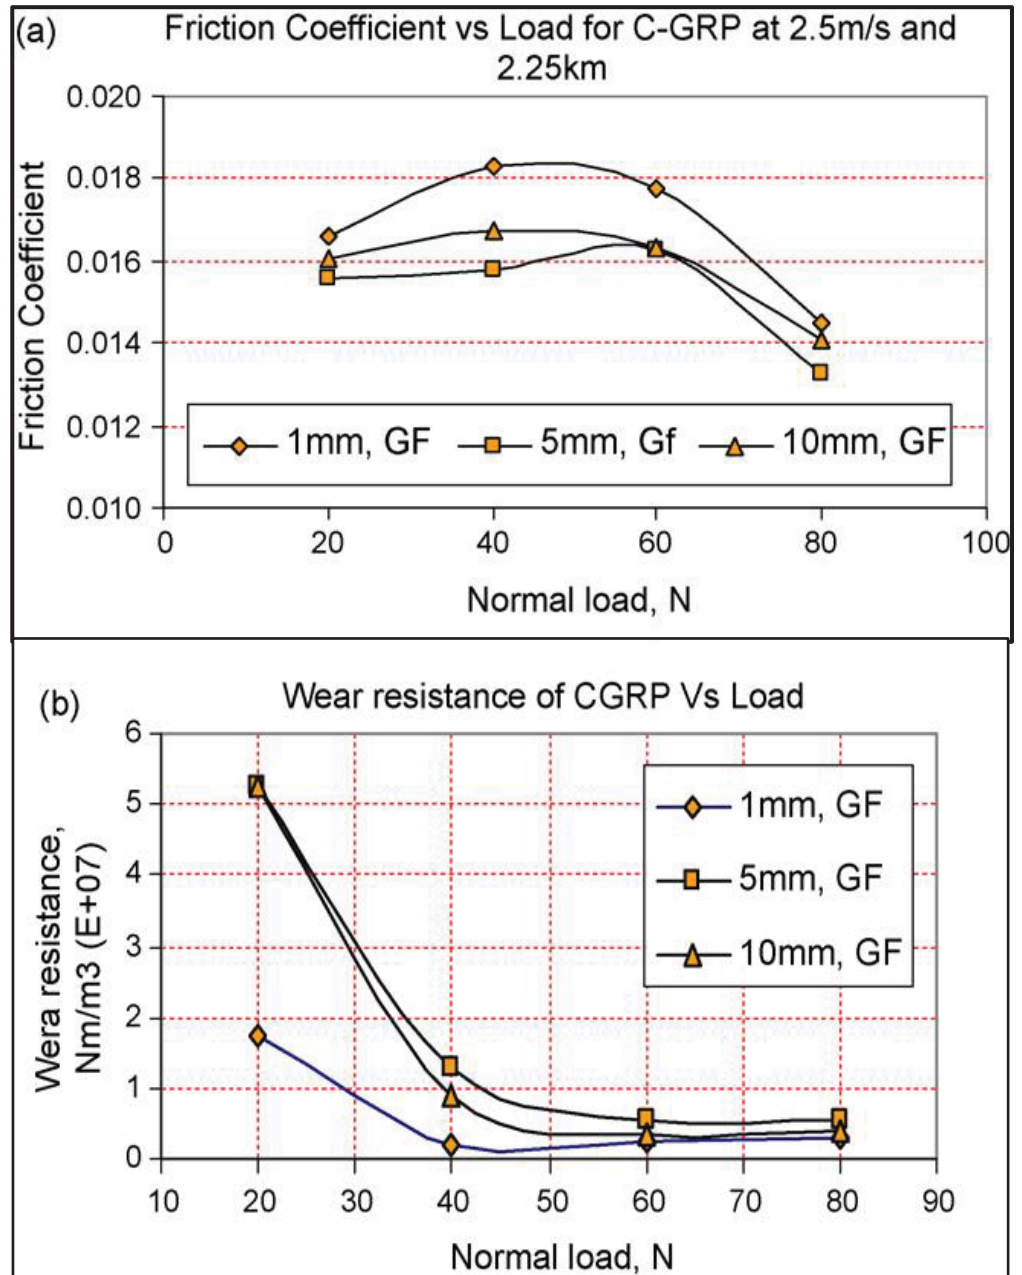 (a)
Friction Coefficient vs Load for C-GRP at 2.5m/s and
2.25km
Friction Coefficient
0.020
0.018
0.016
0.014
0.012
0.010
1mm, GF
5mm, Gf
10mm, GF
0
20
40
60
80
100
Normal load, N
(b)
Wear resistance of CGRP Vs Load
Wera resistance,
Nm/m3 (E+07)
6
5
4
3
2
1
0
1mm, GF
5mm, GF
10mm, GF
10
20
30
40
50
60
70
80
90
Normal load, N